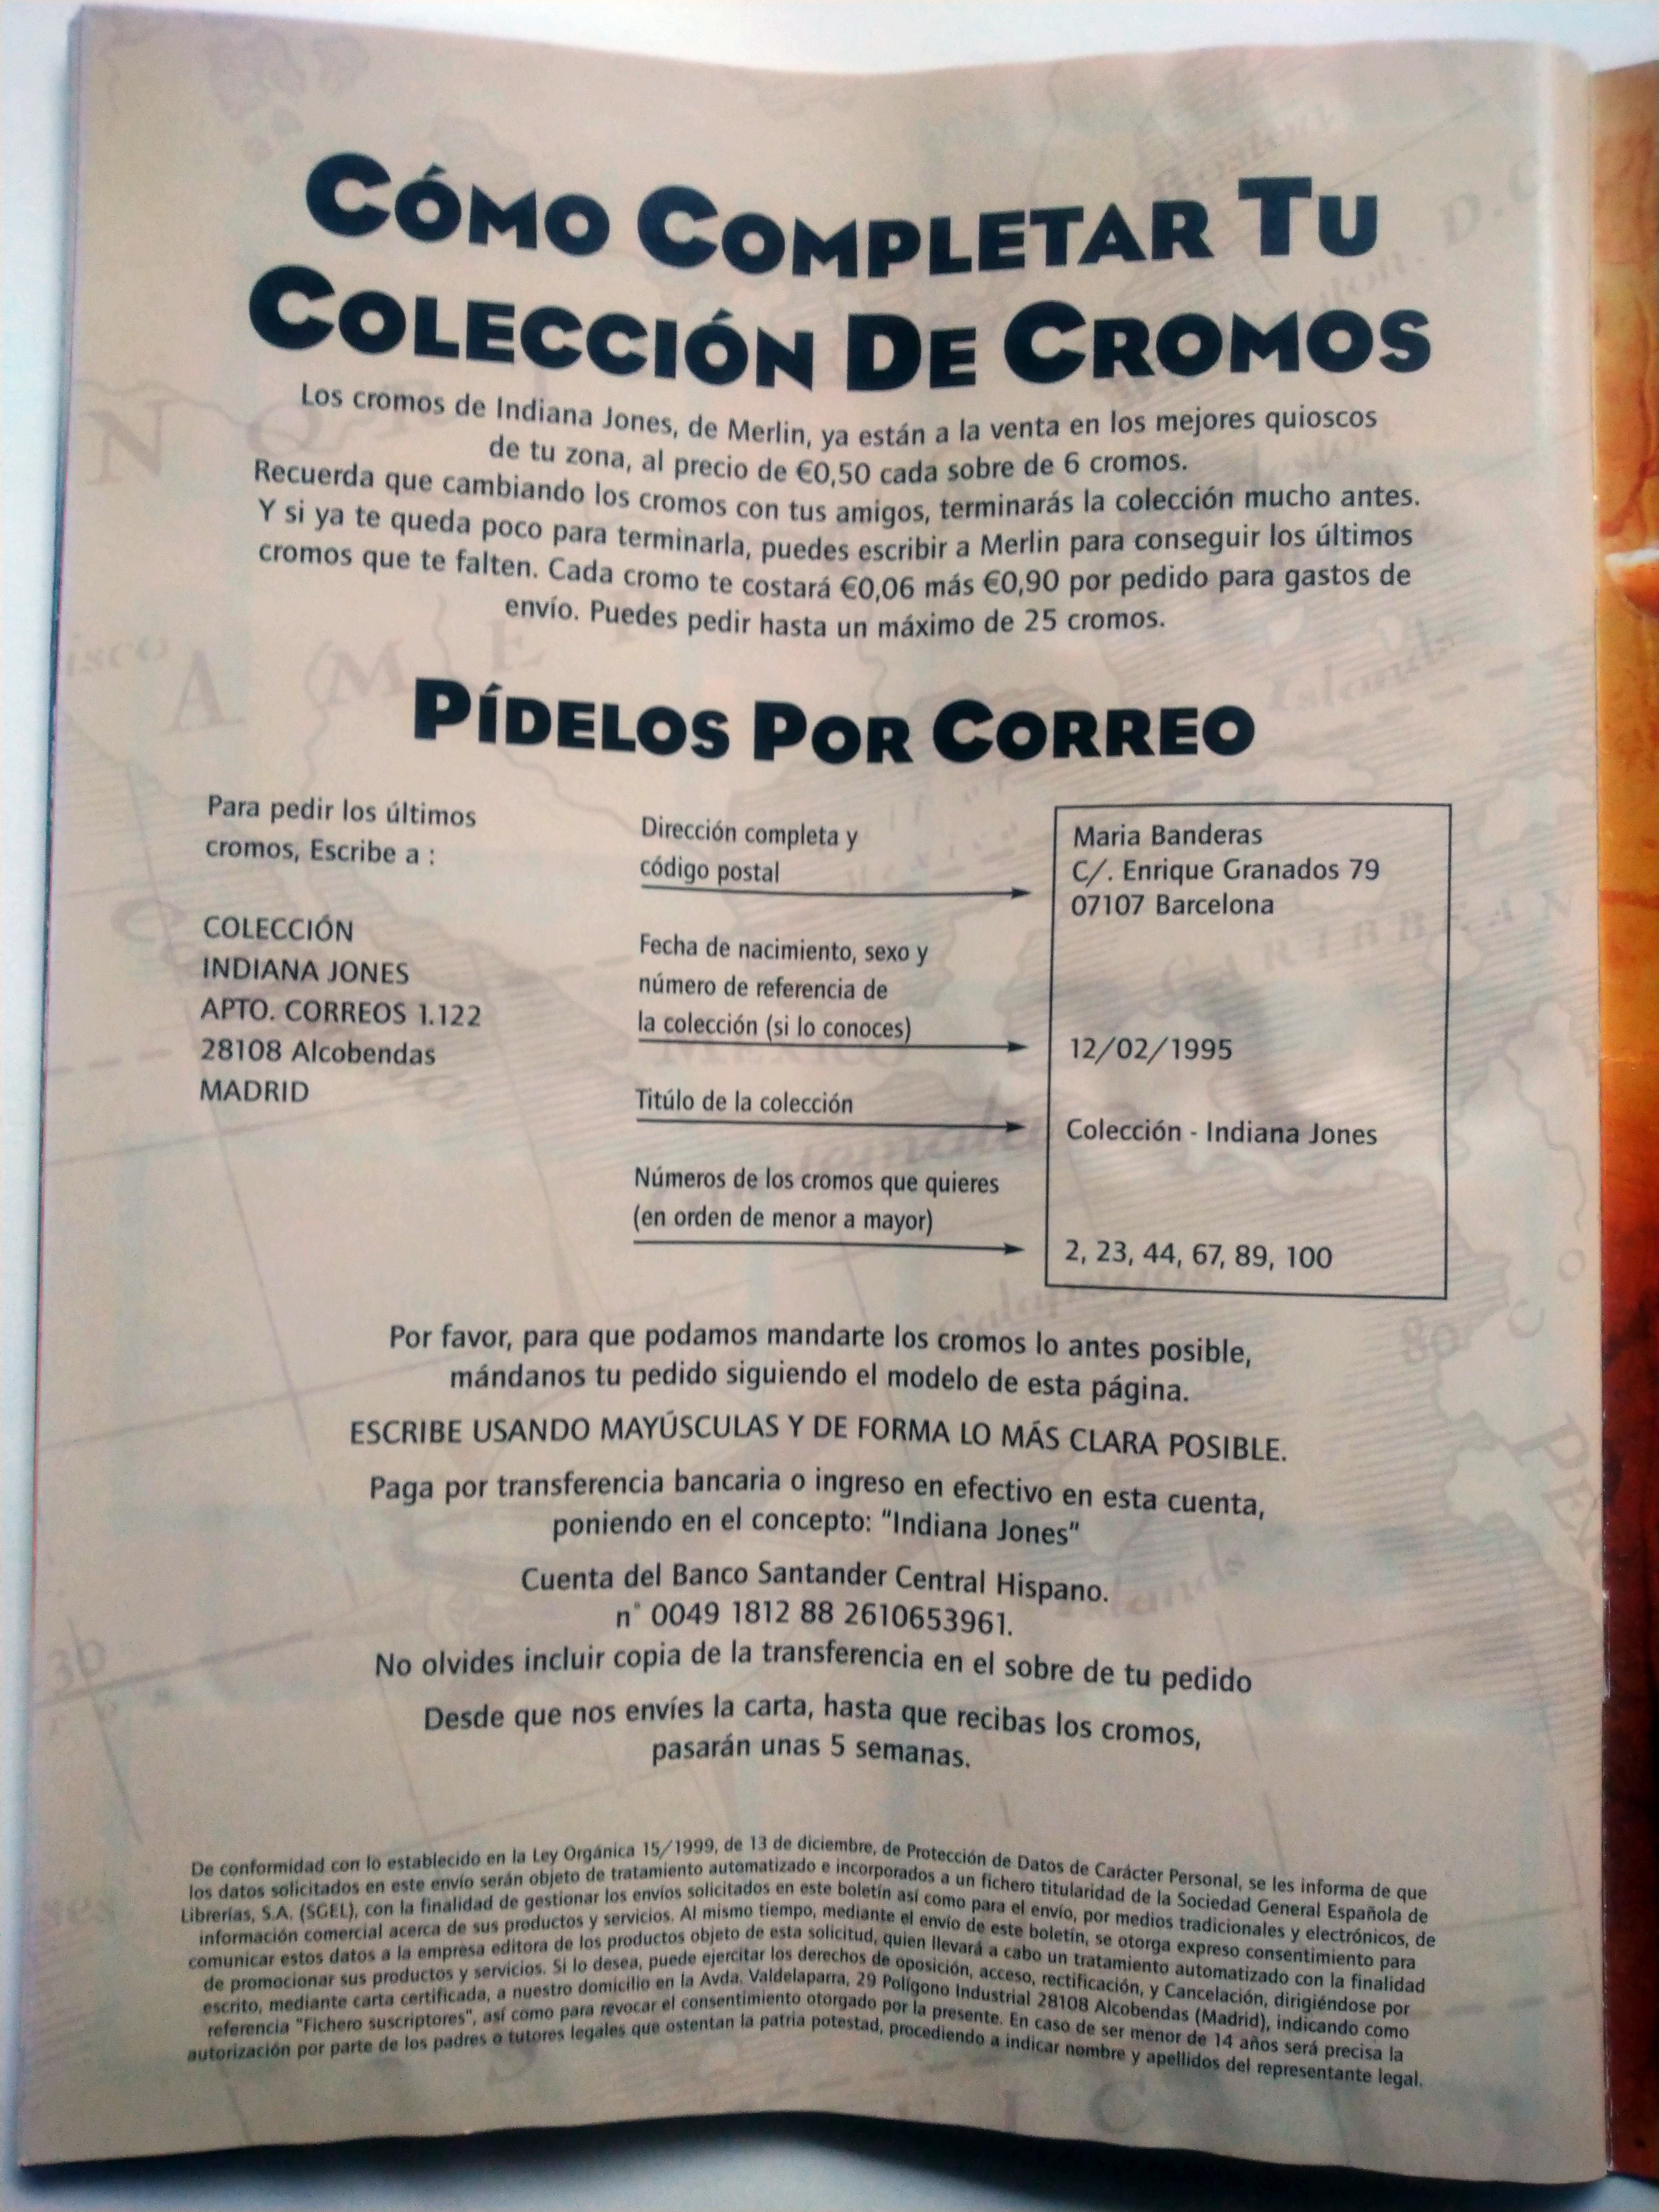 CÓMO COMPLETAR TU
COLECCIÓN DE CROMOS
Los cromos de Indiana Jones, de Merlin, ya están a la venta en los mejores quioscos
de tu zona, al precio de €0,50 cada sobre de 6 cromos.
Recuerda que cambiando los cromos con tus amigos, terminarás la colección mucho antes.
Y si ya te queda poco para terminarla, puedes escribir a Merlin para conseguir los últimos
cromos que te falten. Cada cromo te costará €0,06 más €0,90 por pedido para gastos de
envío. Puedes pedir hasta un máximo de 25 cromos.
PÍDELOS POR CORREO
Para pedir los últimos
cromos, Escribe a :
COLECCIÓN
INDIANA JONES
APTO. CORREOS 1.122
28108 Alcobendas
MADRID
Dirección completa y
código postal
Fecha de nacimiento, sexo y
número de referencia de
la colección (si lo conoces)
Titúlo de la colección
Números de los cromos que quieres
(en orden de menor a mayor)
Maria Banderas
C/. Enrique Granados 79
07107 Barcelona
12/02/1995
Colección - Indiana Jones
2, 23, 44, 67, 89, 100
Por favor, para que podamos mandarte los cromos lo antes posible,
mándanos tu pedido siguiendo el modelo de esta página.
ESCRIBE USANDO MAYÚSCULAS Y DE FORMA LO MÁS CLARA POSIBLE.
Paga por transferencia bancaria o ingreso en efectivo en esta cuenta,
poniendo en el concepto: "Indiana Jones"
Cuenta del Banco Santander Central Hispano.
n° 0049 1812 88 2610653961.
No olvides incluir copia de la transferencia en el sobre de tu pedido
Desde que nos envíes la carta, hasta que recibas los cromos,
pasarán unas 5 semanas.
De conformidad con lo establecido en la Ley Orgánica 15/1999, de 13 de diciembre, de Protección de Datos de Carácter Personal, se les informa de que
los datos solicitados en este envío serán objeto de tratamiento automatizado e incorporados a un fichero titularidad de la Sociedad General Española de
Librerías, S.A. (SGEL), con la finalidad de gestionar los envíos solicitados en este boletín así como para el envío, por medios tradicionales y electrónicos, de
información comercial acerca de sus productos y servicios. Al mismo tiempo, mediante el envío de este boletín, se otorga expreso consentimiento para
comunicar estos datos a la empresa editora de los productos objeto de esta solicitud, quien llevará a cabo un tratamiento automatizado con la finalidad
de promocionar sus productos y servicios. Si lo desea, puede ejercitar los derechos de oposición, acceso, rectificación, y Cancelación, dirigiéndose por
escrito, mediante carta certificada, a nuestro domicilio en la Avda. Valdelaparra, 29 Polígono Industrial 28108 Alcobendas (Madrid), indicando como
referencia "Fichero suscriptores", así como para revocar el consentimiento otorgado por la presente. En caso de ser menor de 14 años será precisa la
autorización por parte de los padres o tutores legales que ostentan la patria potestad, procediendo a indicar nombre y apellidos del representante legal.